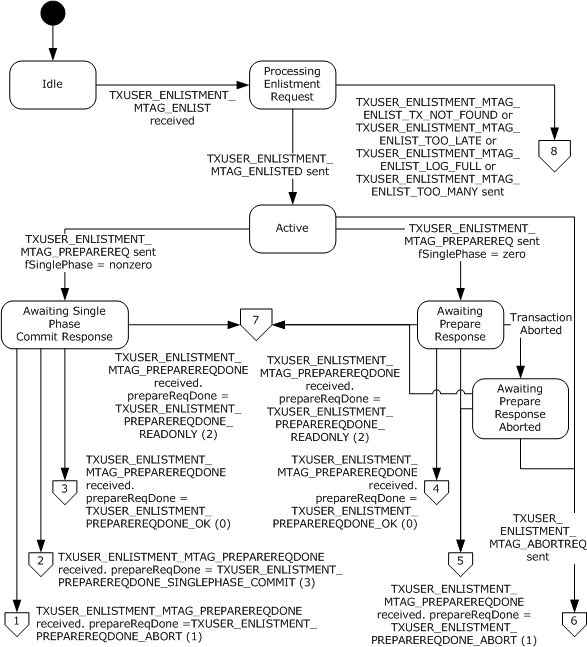 Idle
TXUSER_ENLISTMENT_
MTAG_ENLIST
received
Processing
Enlistment
Request
TXUSER_ENLISTMENT_MTAG_
ENLIST_TX_NOT_FOUND or
TXUSER_ENLISTMENT_MTAG_
ENLIST_TOO_LATE or
TXUSER_ENLISTMENT_MTAG_
ENLIST_LOG_FULL or
TXUSER_ENLISTMENT_MTAG_
ENLIST_TOO_MANY sent
8
TXUSER_ENLISTMENT_
MTAG_ENLISTED sent
Active
TXUSER_ENLISTMENT_
MTAG_PREPAREREQ sent
fSinglePhase = nonzero
TXUSER_ENLISTMENT_
MTAG_PREPAREREQ sent
fSinglePhase = zero
Awaiting Single
Phase
Commit Response
7
Awaiting
Prepare
Response
Transaction
Aborted
Awaiting
Prepare
Response
Aborted
TXUSER_ENLISTMENT_
MTAG_PREPAREREQDONE
received.
prepareReqDone =
TXUSER_ENLISTMENT_
PREPAREREQDONE_
READONLY (2)
TXUSER_ENLISTMENT_
MTAG_PREPAREREQDONE
received.
prepareReqDone =
TXUSER_ENLISTMENT_
PREPAREREQDONE_
READONLY (2)
3
TXUSER_ENLISTMENT_
MTAG_PREPAREREQDONE
received.
prepareReqDone =
TXUSER_ENLISTMENT_
PREPAREREQDONE_OK (0)
TXUSER_ENLISTMENT_
MTAG_PREPAREREQDONE
received.
prepareReqDone =
TXUSER_ENLISTMENT_
PREPAREREQDONE_OK (0)
4
TXUSER_
ENLISTMENT_
MTAG_ABORTREQ
sent
2
TXUSER_ENLISTMENT_MTAG_PREPAREREQDONE
received. prepareReqDone = TXUSER_ENLISTMENT_
PREPAREREQDONE_SINGLEPHASE_COMMIT (3)
5
TXUSER_ENLISTMENT_
MTAG_PREPAREREQDONE
received. prepareReqDone =
TXUSER_ENLISTMENT_
PREPAREREQDONE_ABORT (1)
6
1
TXUSER_ENLISTMENT_MTAG_PREPAREREQDONE
received. prepareReqDone =TXUSER_ENLISTMENT_
PREPAREREQDONE_ABORT (1)